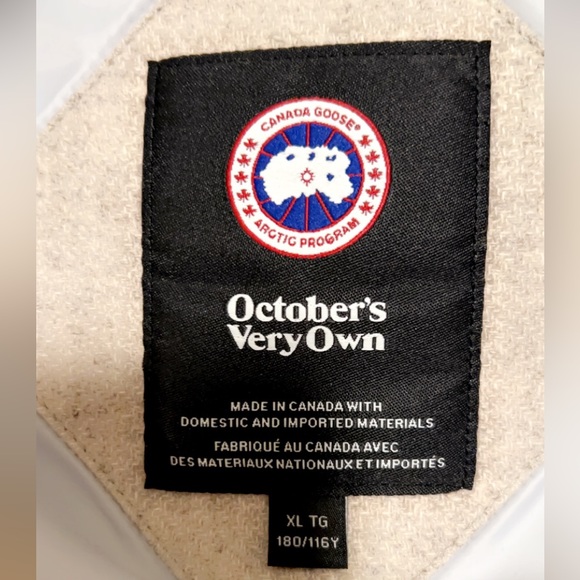 CANADA GOOSE®
ARCTIC PROGRAM
October's
Very Own
MADE IN CANADA WITH
DOMESTIC AND IMPORTED MATERIALS
FABRIQUÉ AU CANADA AVEC
DES MATERIAUX NATIONAUX ET IMPORTÉS
XL TG
180/116Y